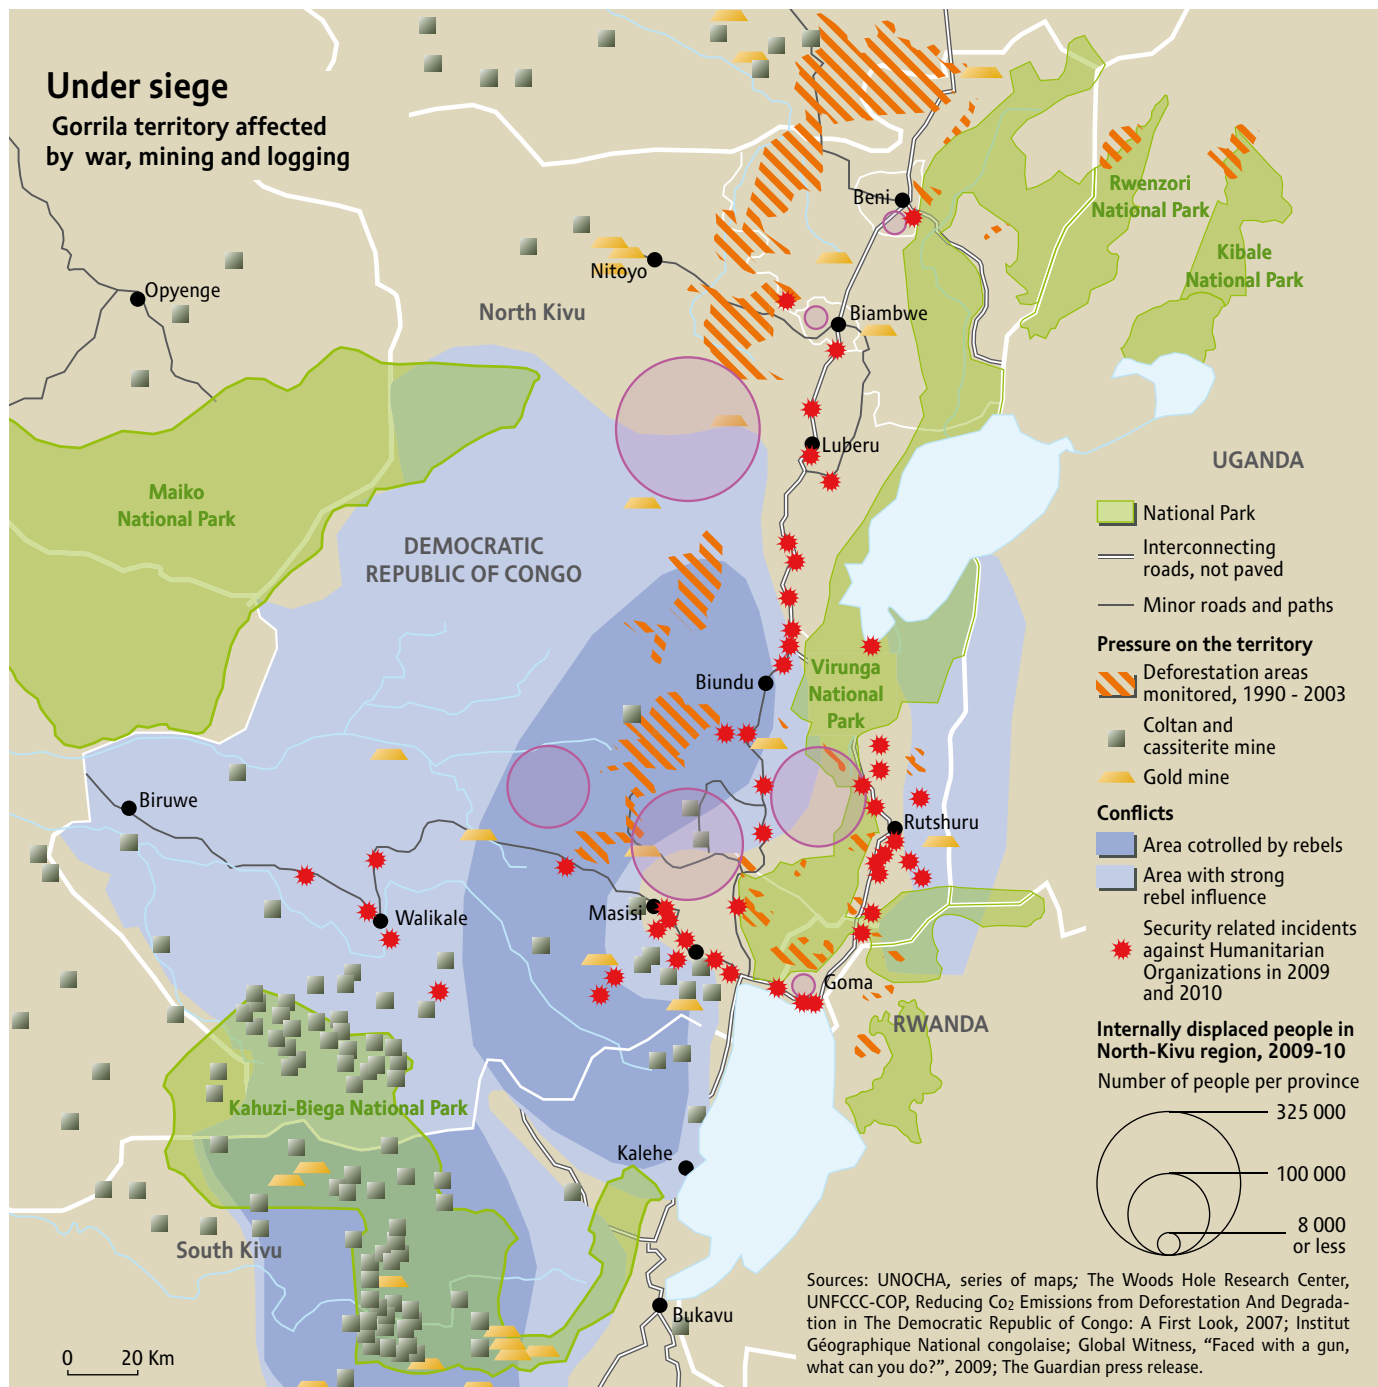 Under siege
Gorrila territory affected
by war, mining and logging
Beni
Rwenzori
National Park
Kibale
National Park
Nitoyo
Opyenge
North Kivu
Biambwe
Luberu
UGANDA
Maiko
National Park
DEMOCRATIC
REPUBLIC OF CONGO
National Park
Interconnecting
roads, not paved
Minor roads and paths
Pressure on the territory
Deforestation areas
monitored, 1990 - 2003
Coltan and
cassiterite mine
Gold mine
Conflicts
Area cotrolled by rebels
Area with strong
rebel influence
Security related incidents
against Humanitarian
Organizations in 2009
and 2010
Internally displaced people in
North-Kivu region, 2009-10
Number of people per province
325 000
100 000
8 000
or less
Virunga
National
Park
Biundu
Biruwe
Rutshuru
Masisi
Walikale
Goma
RWANDA
Kahuzi-Biega National Park
Kalehe
South Kivu
Bukavu
0 20 Km
Sources: UNOCHA, series of maps; The Woods Hole Research Center,
UNFCCC-COP, Reducing Co2 Emissions from Deforestation And Degrada-
tion in The Democratic Republic of Congo: A First Look, 2007; Institut
Géographique National congolaise; Global Witness, “Faced with a gun,
what can you do?”, 2009; The Guardian press release.